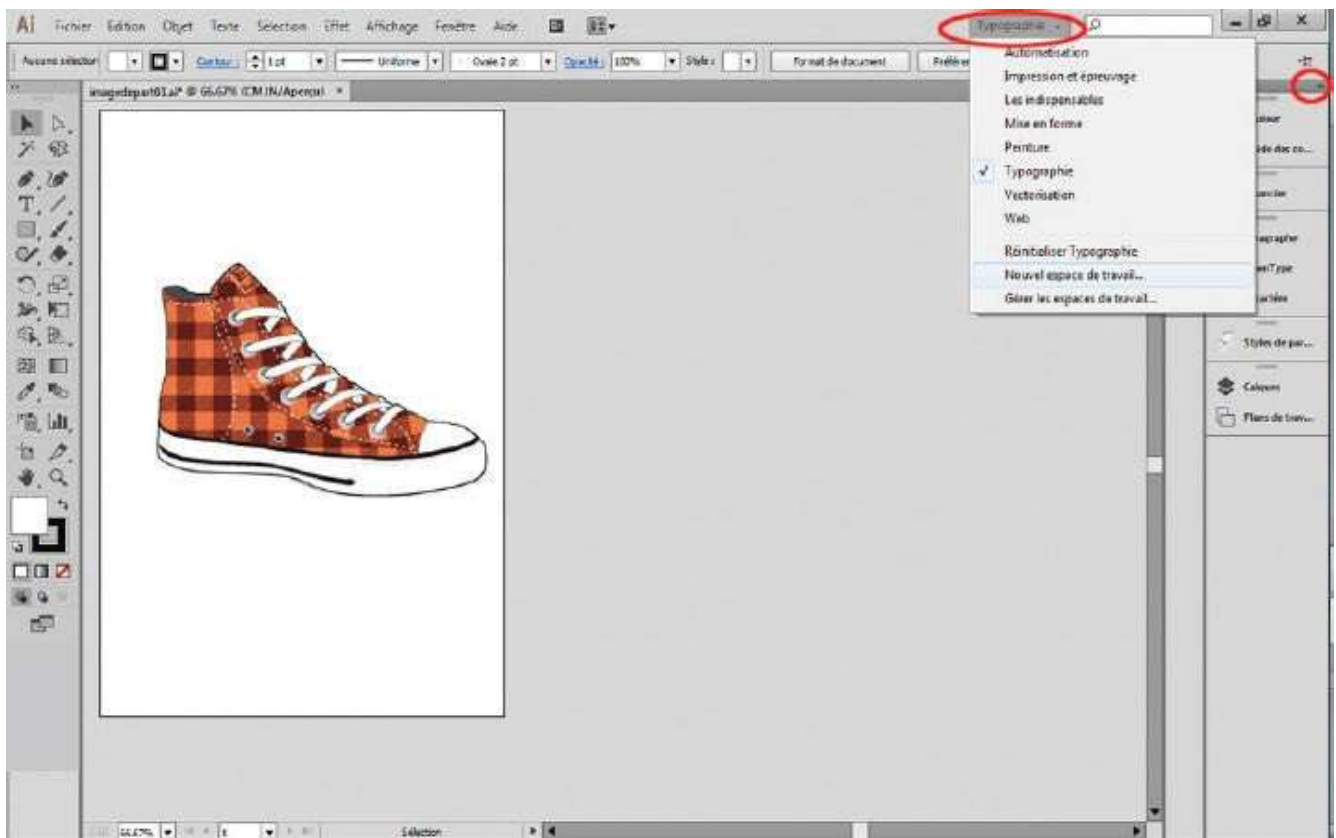 Ai Fichier Edition Objet Texte Sélection Effet Affichage Fenêtre Aide Br Typographie
Aucune sélection Contour : 1 pt Uniforme Ovale 2 pt Opacité : 100% Style : Format de document
imagedepart03.ai* @ 66.67% (CMJN/Aperçu) ×
Automatisation
Impression et épreuvage
Les indispensables
Mise en forme
Peinture
Typographie
Vectorisation
Web
Réinitialiser Typographie
Nouvel espace de travail...
Gérer les espaces de travail...
Styles de par...
Calques
Plans de trav...
66.67% 1 Sélection